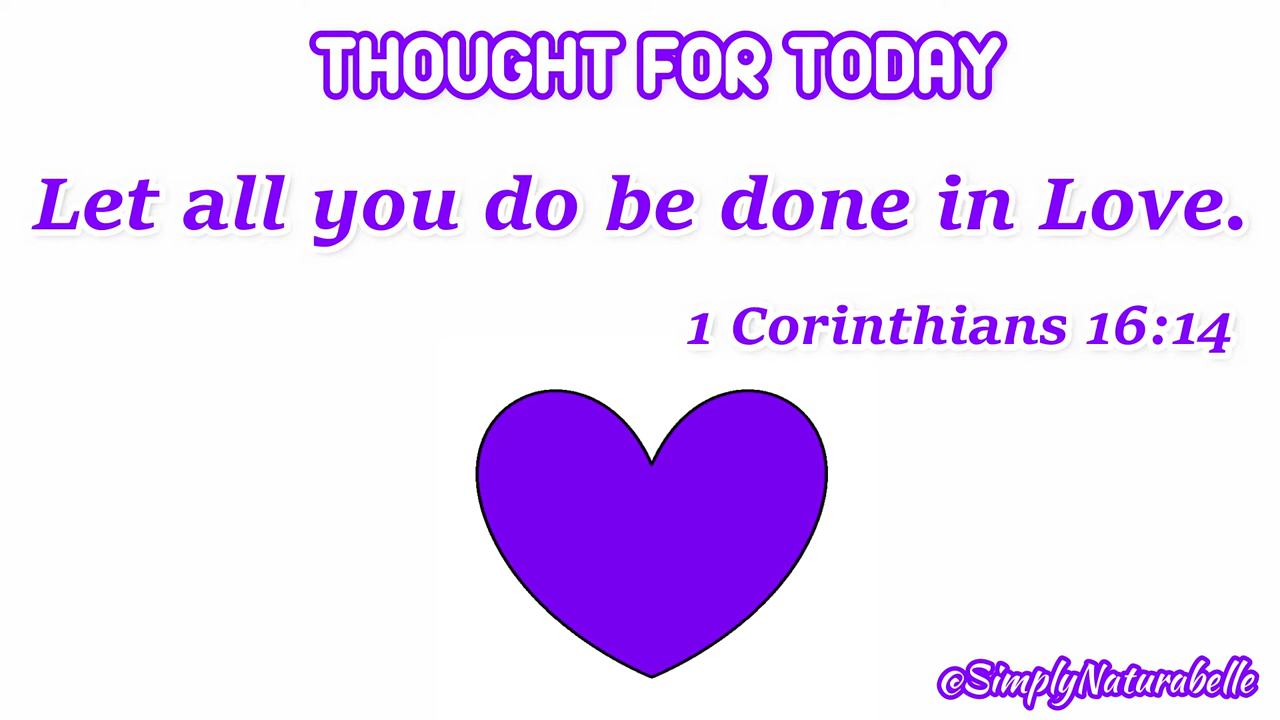 THOUGHT FOR TODAY
Let all you do be done in Love.
1 Corinthians 16:14
©SimplyNaturabelle